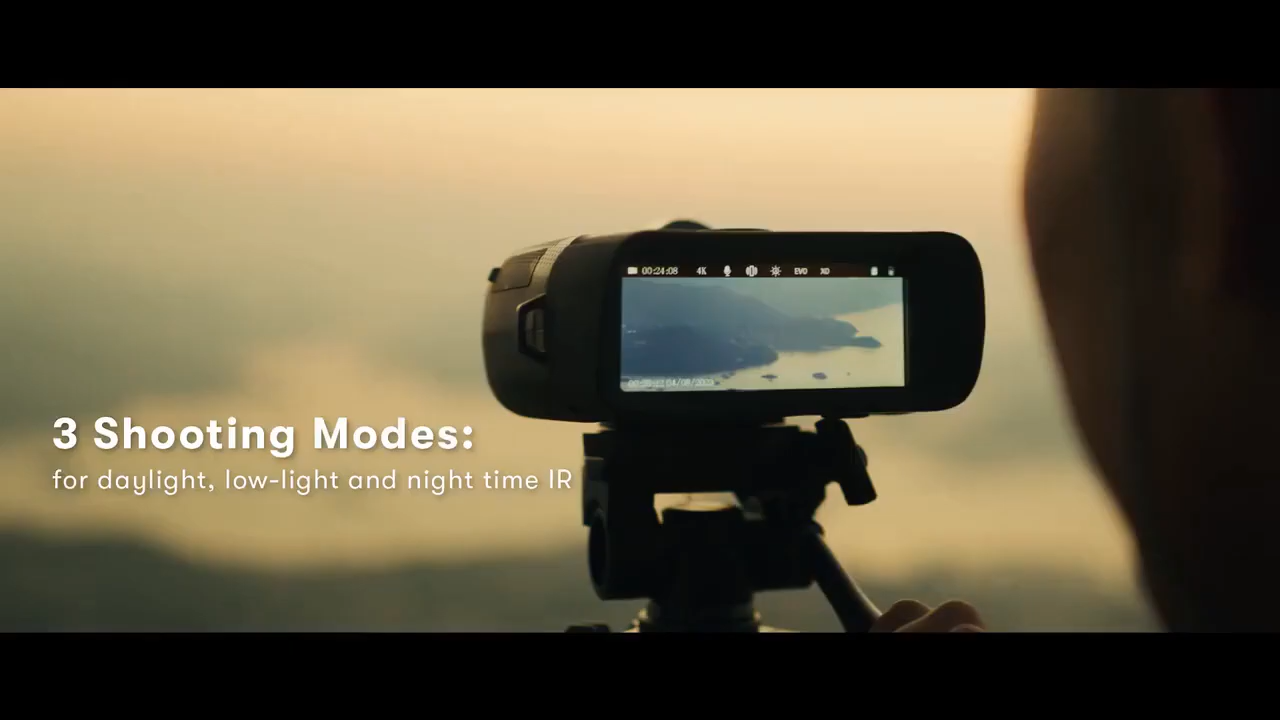 00:24:08 4K EVO
3 Shooting Modes:
for daylight, low-light and night time IR